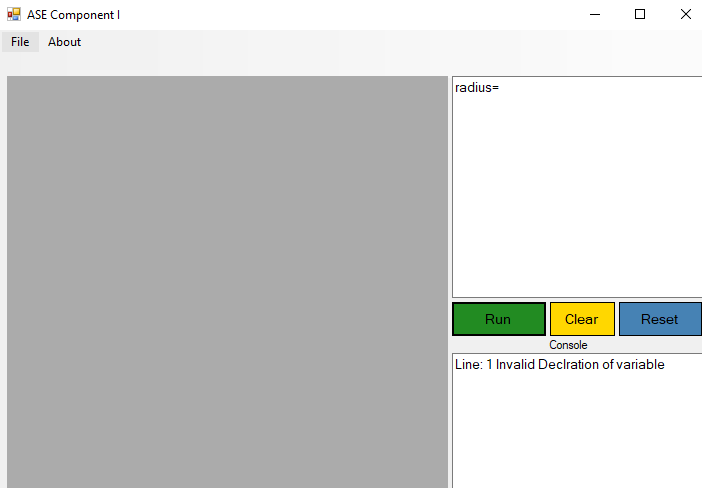 ASE Component I
File About
radius=
Run Clear Reset
Console
Line: 1 Invalid Declration of variable